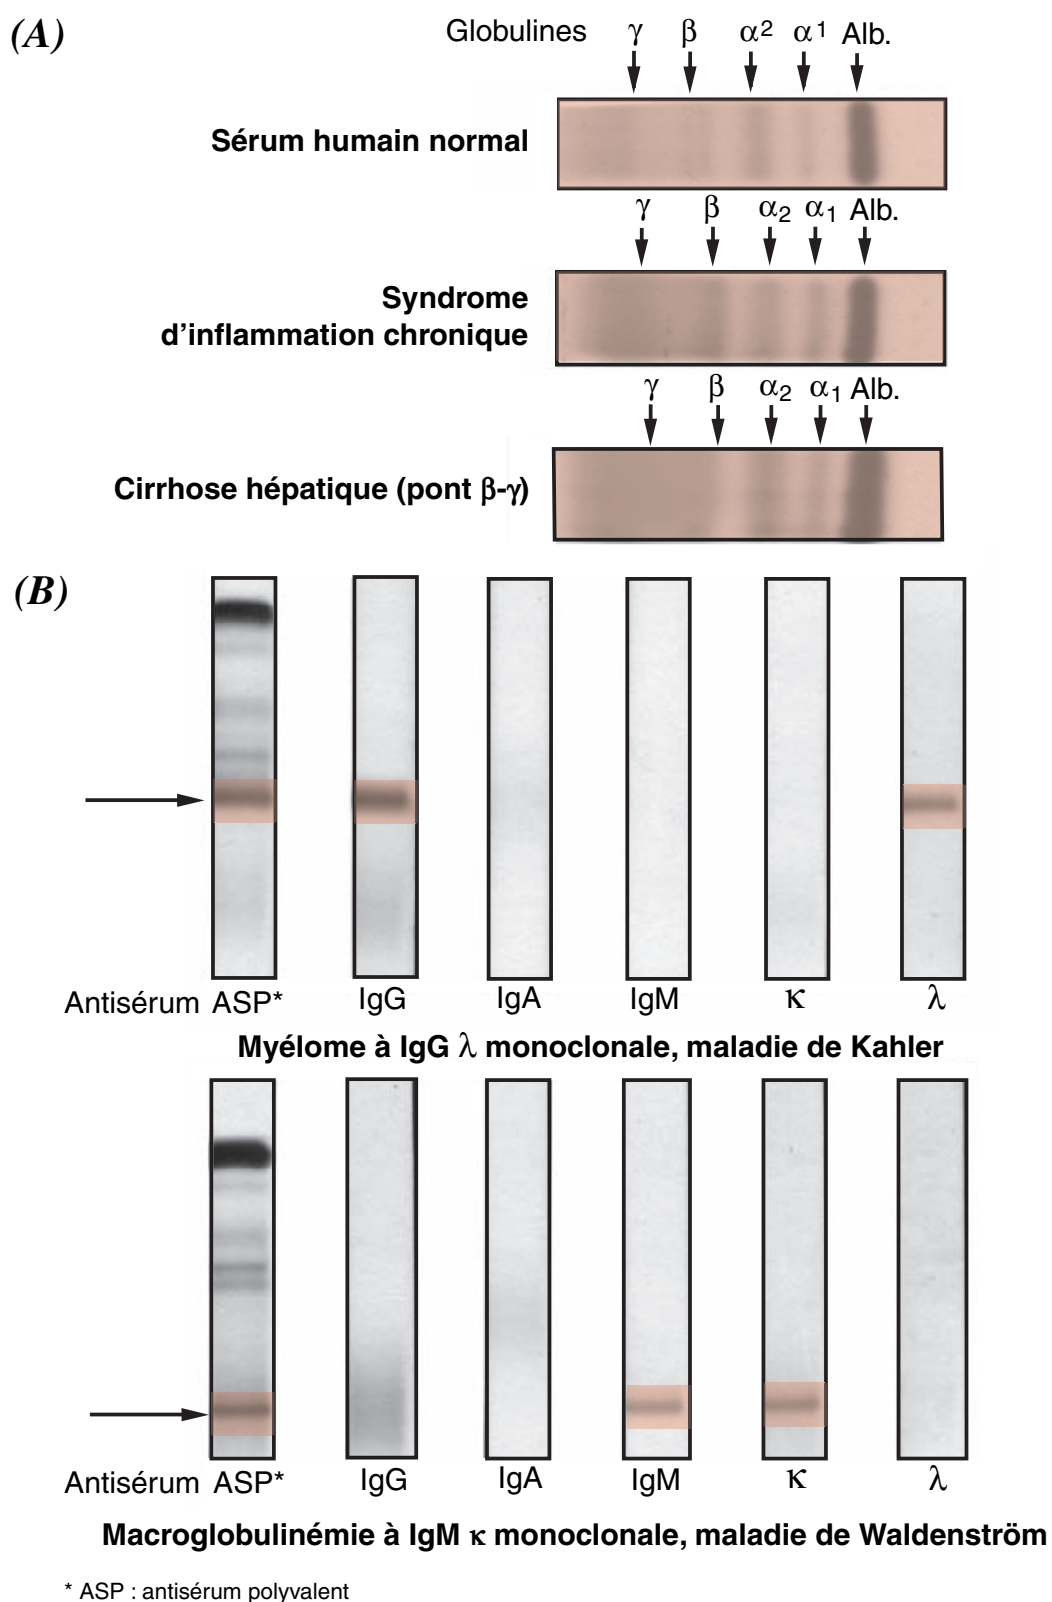 (A)
Globulines γ β α2 α1 Alb.
Sérum humain normal
γ β α2 α1 Alb.
Syndrome
d’inflammation chronique
γ β α2 α1 Alb.
Cirrhose hépatique (pont β-γ)
(B)
Antisérum ASP* IgG IgA IgM κ λ
Myélome à IgG λ monoclonale, maladie de Kahler
Antisérum ASP* IgG IgA IgM κ λ
Macroglobulinémie à IgM κ monoclonale, maladie de Waldenström
* ASP : antisérum polyvalent